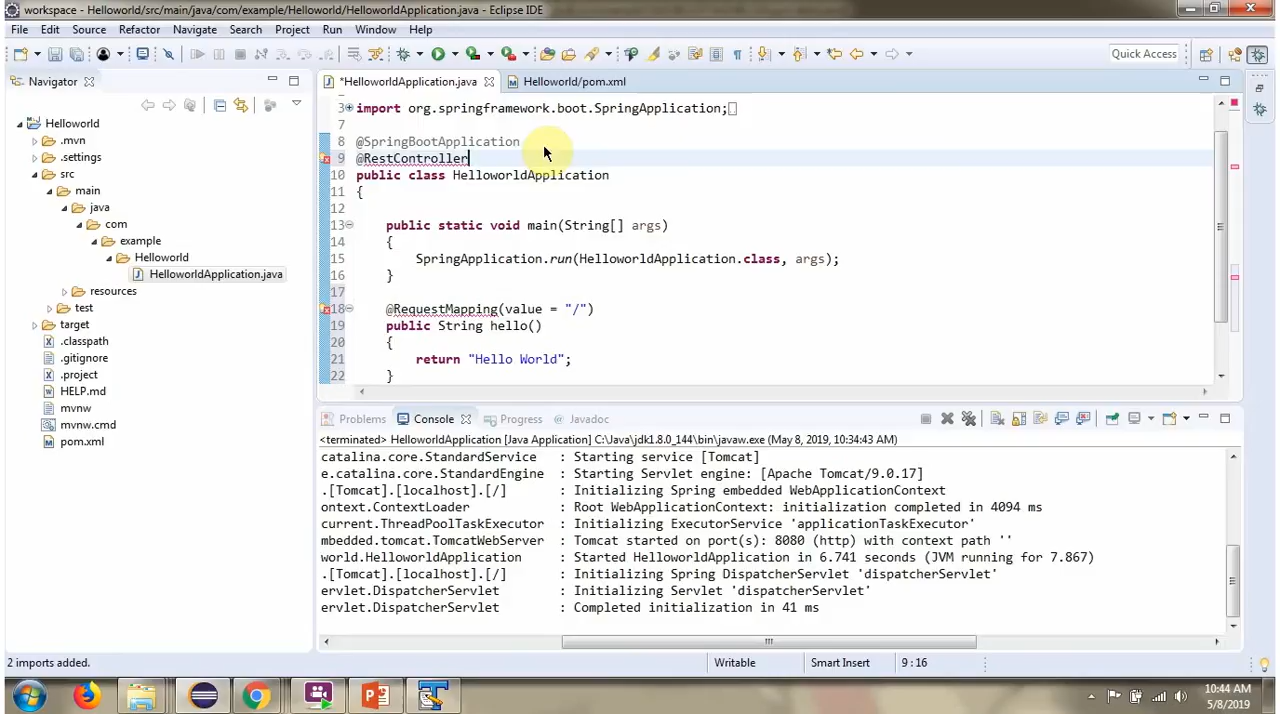 workspace - Helloworld/src/main/java/com/example/Helloworld/HelloworldApplication.java - Eclipse IDE
File Edit Source Refactor Navigate Search Project Run Window Help
Quick Access
Navigator
*HelloworldApplication.java
Helloworld/pom.xml
Helloworld
.mvn
.settings
src
main
java
com
example
Helloworld
HelloworldApplication.java
resources
test
target
.classpath
.gitignore
.project
HELP.md
mvnw
mvnw.cmd
pom.xml
3 import org.springframework.boot.SpringApplication;
7
8 @SpringBootApplication
9 @RestController
10 public class HelloworldApplication
11 {
12
13 public static void main(String[] args)
14 {
15 SpringApplication.run(HelloworldApplication.class, args);
16 }
17
18 @RequestMapping(value = "/")
19 public String hello()
20 {
21 return "Hello World";
22 }
Problems Console Progress Javadoc
<terminated> HelloworldApplication [Java Application] C:\Java\jdk1.8.0_144\bin\javaw.exe (May 8, 2019, 10:34:43 AM)
catalina.core.StandardService : Starting service [Tomcat]
e.catalina.core.StandardEngine : Starting Servlet engine: [Apache Tomcat/9.0.17]
.[Tomcat].[localhost].[/] : Initializing Spring embedded WebApplicationContext
ontext.ContextLoader : Root WebApplicationContext: initialization completed in 4094 ms
current.ThreadPoolTaskExecutor : Initializing ExecutorService 'applicationTaskExecutor'
mbedded.tomcat.TomcatWebServer : Tomcat started on port(s): 8080 (http) with context path ''
world.HelloworldApplication : Started HelloworldApplication in 6.741 seconds (JVM running for 7.867)
.[Tomcat].[localhost].[/] : Initializing Spring DispatcherServlet 'dispatcherServlet'
ervlet.DispatcherServlet : Initializing Servlet 'dispatcherServlet'
ervlet.DispatcherServlet : Completed initialization in 41 ms
2 imports added.
Writable
Smart Insert
9 : 16
10:44 AM
5/8/2019